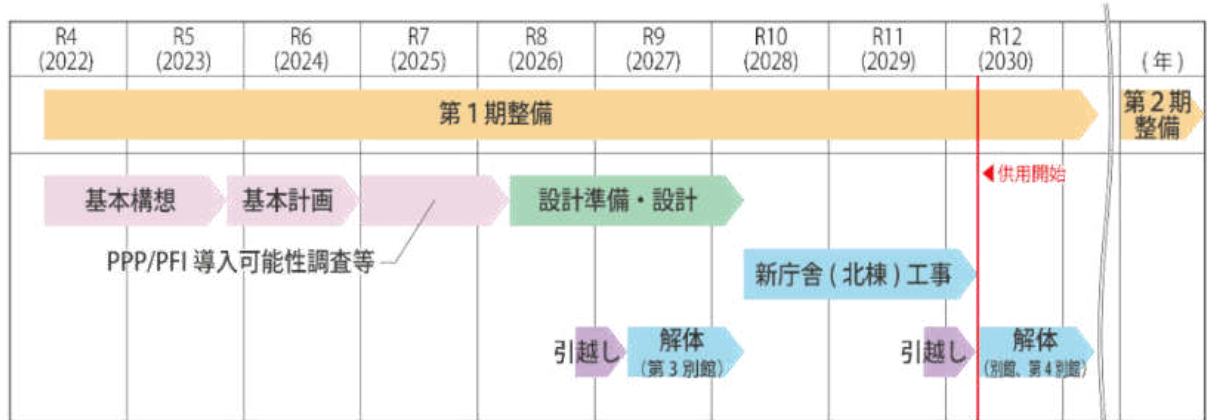 R4 R5 R6 R7 R8 R9 R10 R11 R12
(2022) (2023) (2024) (2025) (2026) (2027) (2028) (2029) (2030) (年)
第1期整備
第2期
整備
供用開始
基本構想 基本計画 設計準備・設計
PPP/PFI 導入可能性調査等
新庁舎(北棟)工事
引越し 解体
(第3別館)
引越し 解体
(別館、第4別館)